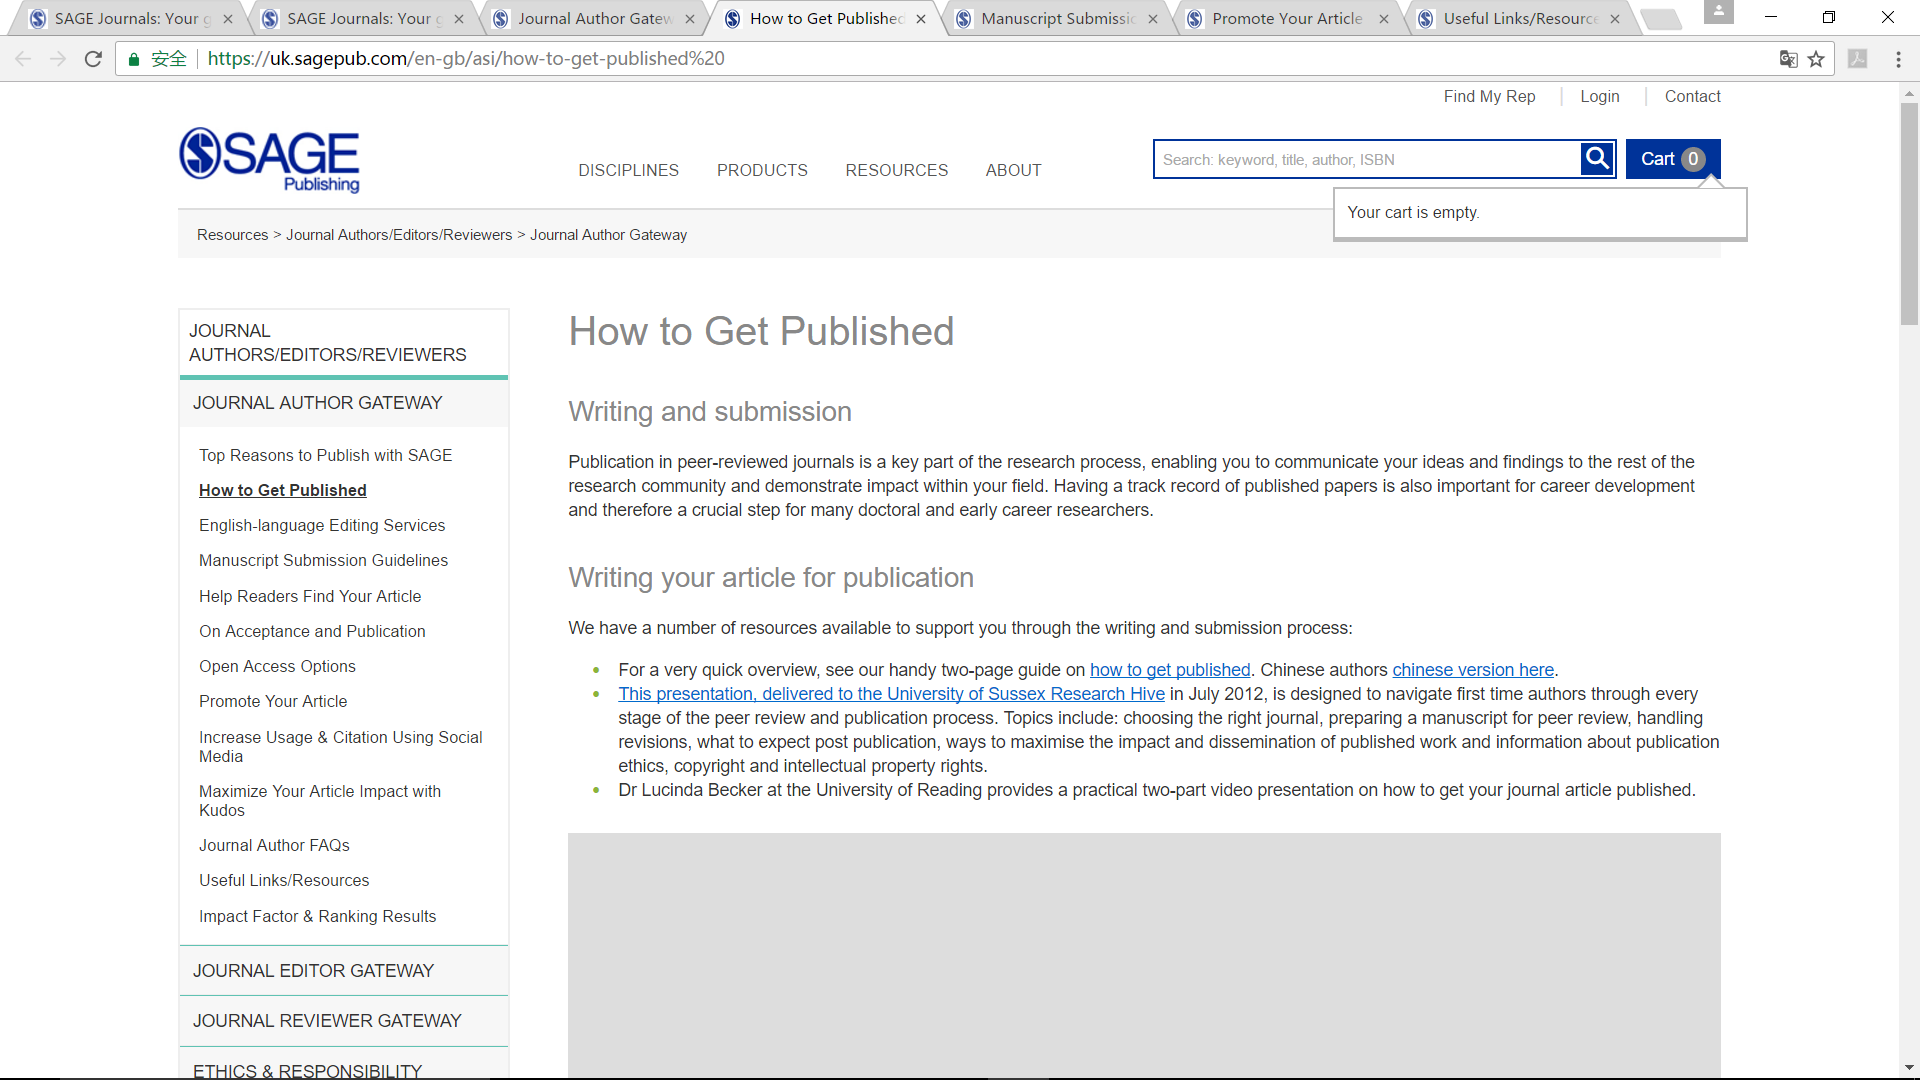 SAGE Journals: Your g
SAGE Journals: Your g
Journal Author Gatew
How to Get Published
Manuscript Submissic
Promote Your Article
Useful Links/Resource
安全
https://uk.sagepub.com/en-gb/asi/how-to-get-published%20
Find My Rep
Login
Contact
SAGE
Publishing
DISCIPLINES
PRODUCTS
RESOURCES
ABOUT
Search: keyword, title, author, ISBN
Cart 0
Your cart is empty.
Resources > Journal Authors/Editors/Reviewers > Journal Author Gateway
JOURNAL
AUTHORS/EDITORS/REVIEWERS
JOURNAL AUTHOR GATEWAY
Top Reasons to Publish with SAGE
How to Get Published
English-language Editing Services
Manuscript Submission Guidelines
Help Readers Find Your Article
On Acceptance and Publication
Open Access Options
Promote Your Article
Increase Usage & Citation Using Social
Media
Maximize Your Article Impact with
Kudos
Journal Author FAQs
Useful Links/Resources
Impact Factor & Ranking Results
JOURNAL EDITOR GATEWAY
JOURNAL REVIEWER GATEWAY
ETHICS & RESPONSIBILITY
How to Get Published
Writing and submission
Publication in peer-reviewed journals is a key part of the research process, enabling you to communicate your ideas and findings to the rest of the
research community and demonstrate impact within your field. Having a track record of published papers is also important for career development
and therefore a crucial step for many doctoral and early career researchers.
Writing your article for publication
We have a number of resources available to support you through the writing and submission process:
• For a very quick overview, see our handy two-page guide on how to get published. Chinese authors chinese version here.
• This presentation, delivered to the University of Sussex Research Hive in July 2012, is designed to navigate first time authors through every
stage of the peer review and publication process. Topics include: choosing the right journal, preparing a manuscript for peer review, handling
revisions, what to expect post publication, ways to maximise the impact and dissemination of published work and information about publication
ethics, copyright and intellectual property rights.
• Dr Lucinda Becker at the University of Reading provides a practical two-part video presentation on how to get your journal article published.